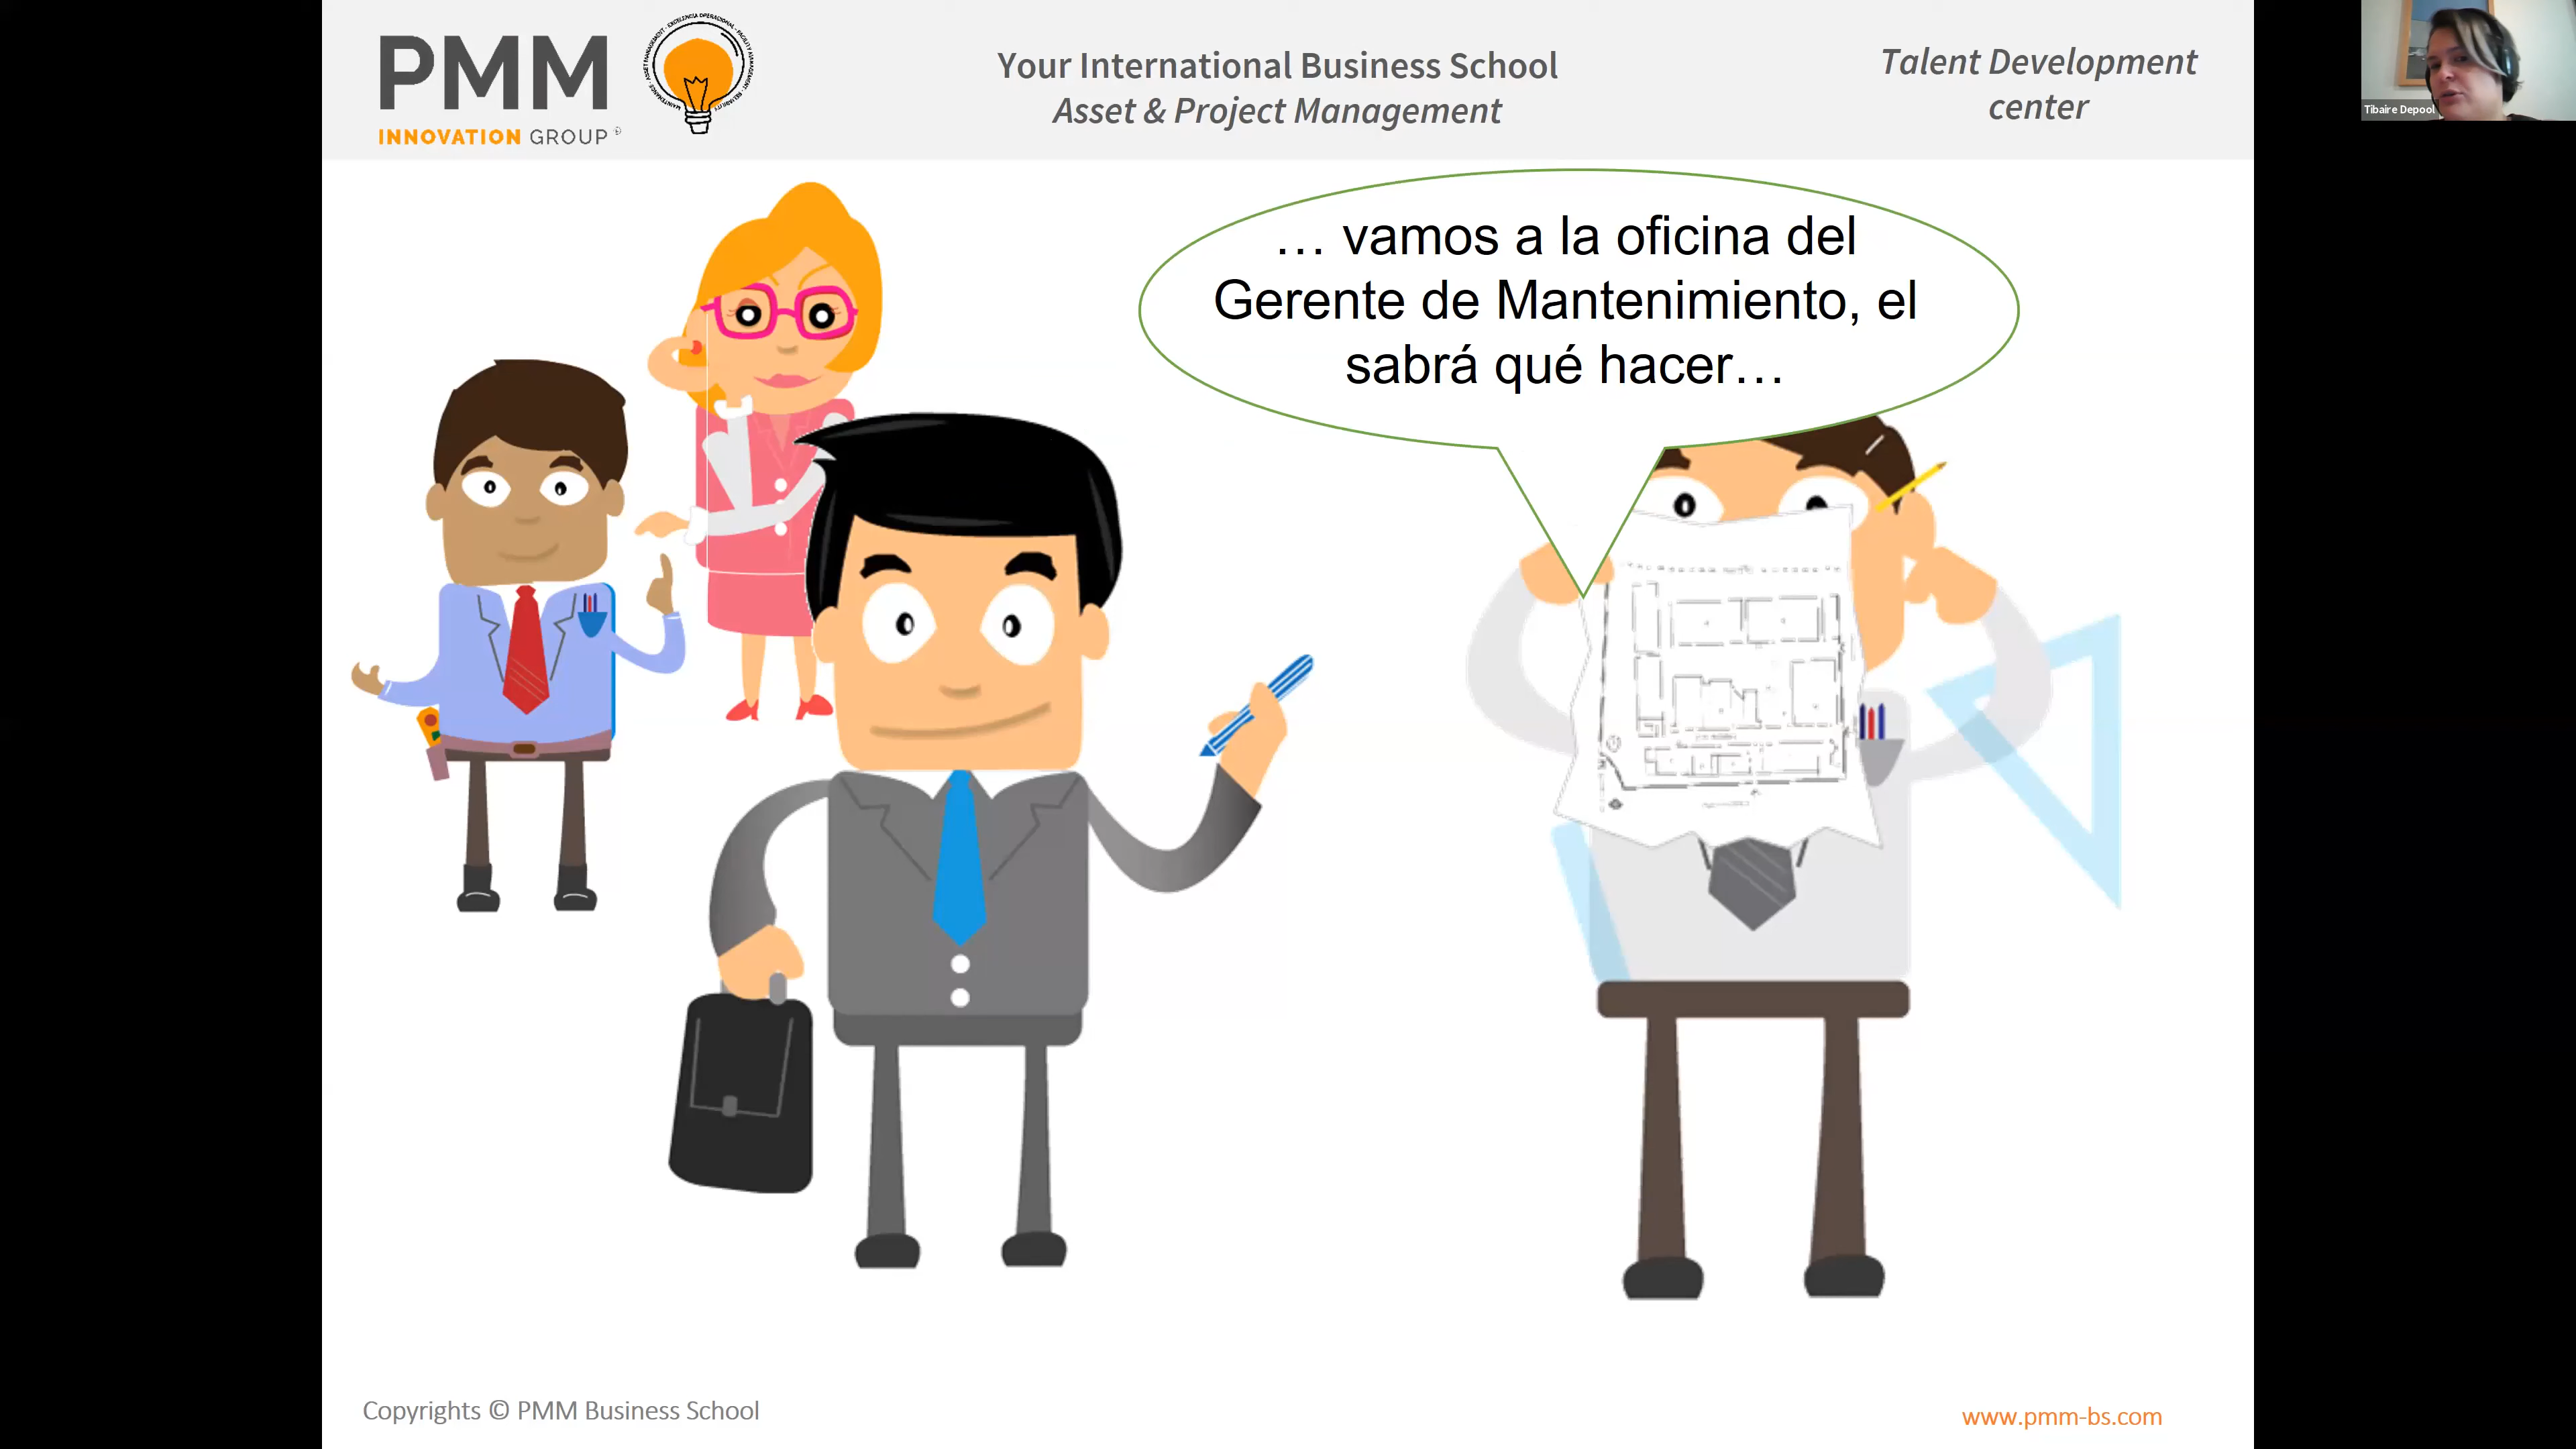 PMM
INNOVATION GROUP
Your International Business School
Asset & Project Management
Talent Development
center
Tibaire Depool
… vamos a la oficina del
Gerente de Mantenimiento, el
sabrá qué hacer…
Copyrights © PMM Business School
www.pmm-bs.com